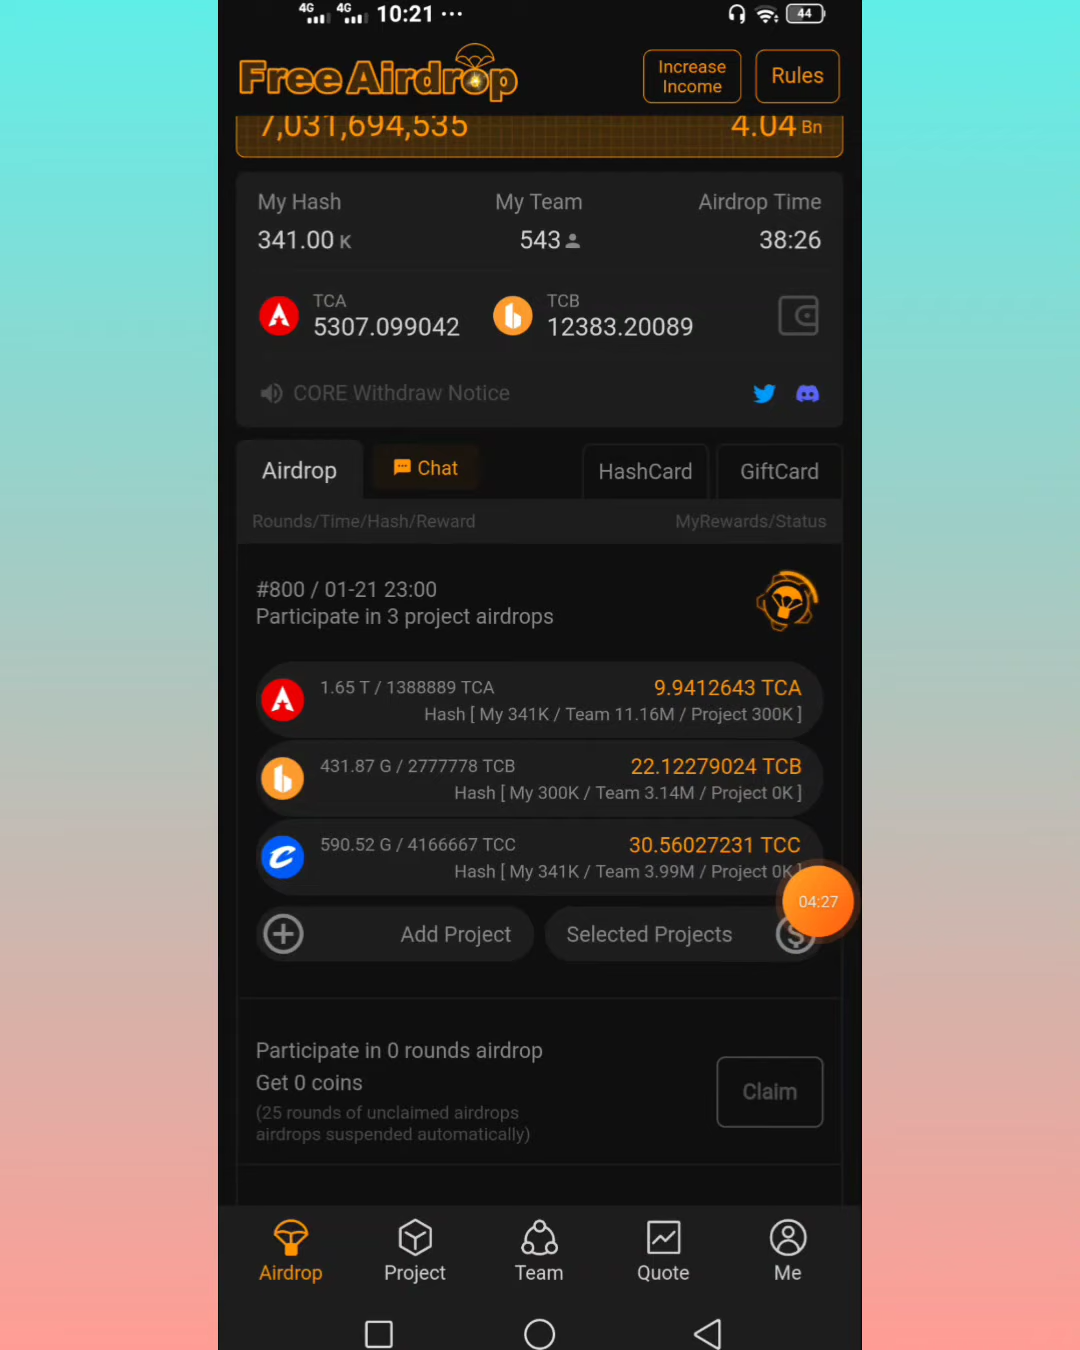 4G 4G 10:21 ••• 44
Free Airdrop
Increase
Income
Rules
7,031,694,535 4.04 Bn
My Hash My Team Airdrop Time
341.00 K 543 38:26
TCA TCB
5307.099042 12383.20089
CORE Withdraw Notice
Airdrop Chat HashCard GiftCard
Rounds/Time/Hash/Reward MyRewards/Status
#800 / 01-21 23:00
Participate in 3 project airdrops
1.65 T / 1388889 TCA 9.9412643 TCA
Hash [ My 341K / Team 11.16M / Project 300K ]
431.87 G / 2777778 TCB 22.12279024 TCB
Hash [ My 300K / Team 3.14M / Project 0K ]
590.52 G / 4166667 TCC 30.56027231 TCC
Hash [ My 341K / Team 3.99M / Project 0K ]
04:27
Add Project Selected Projects
Participate in 0 rounds airdrop
Get 0 coins
(25 rounds of unclaimed airdrops
airdrops suspended automatically)
Claim
Airdrop Project Team Quote Me